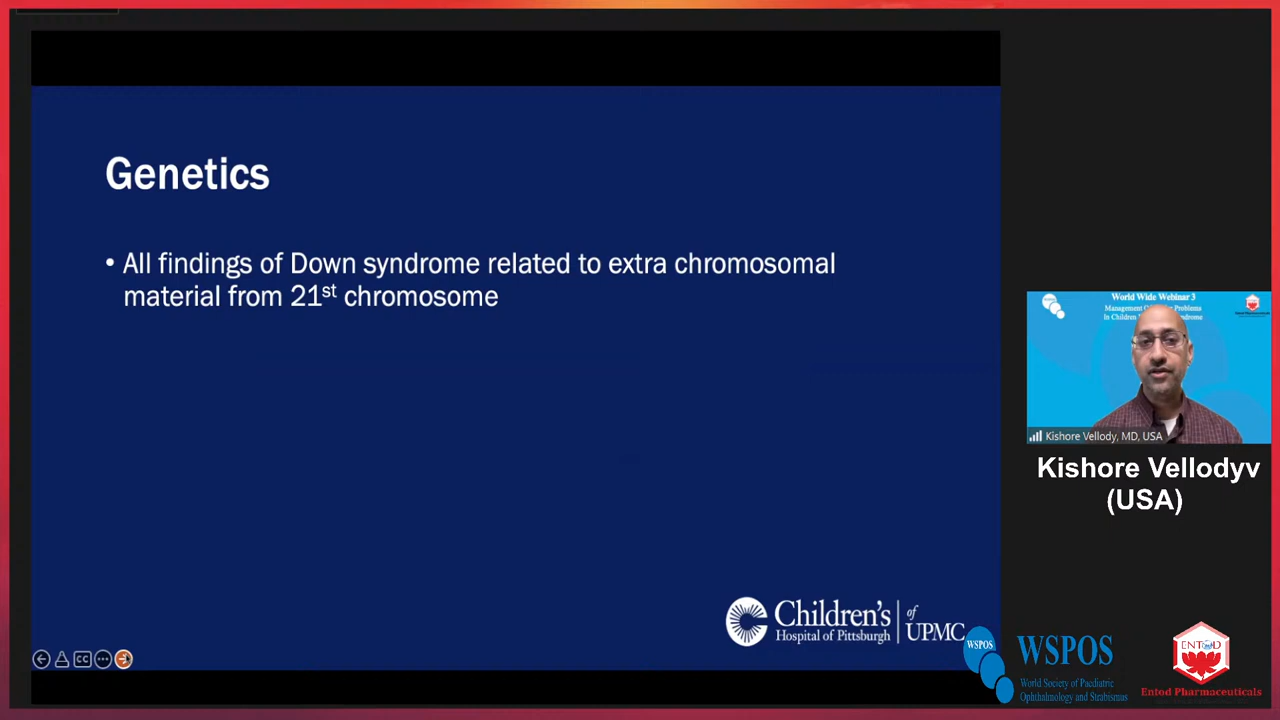 Genetics
• All findings of Down syndrome related to extra chromosomal
material from 21st chromosome
Children's
Hospital of Pittsburgh
of
UPMC
CC
World Wide Webinar 3
Kishore Vellody, MD, USA
Kishore Vellodyv
(USA)
WSPOS
WSPOS
World Society of Paediatric
Ophthalmology and Strabismus
ENTOD
Entod Pharmaceuticals